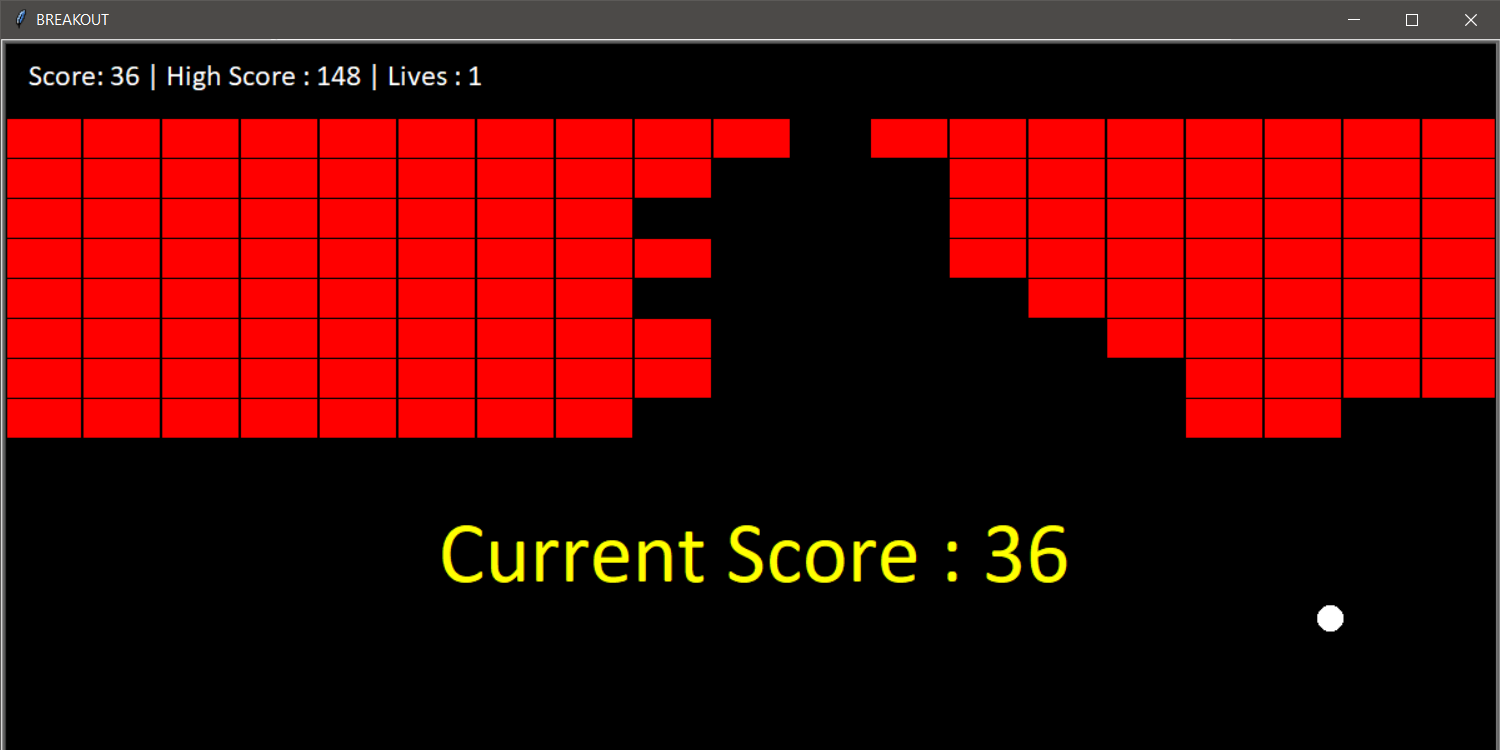 BREAKOUT
Score: 36 | High Score : 148 | Lives : 1
Current Score : 36